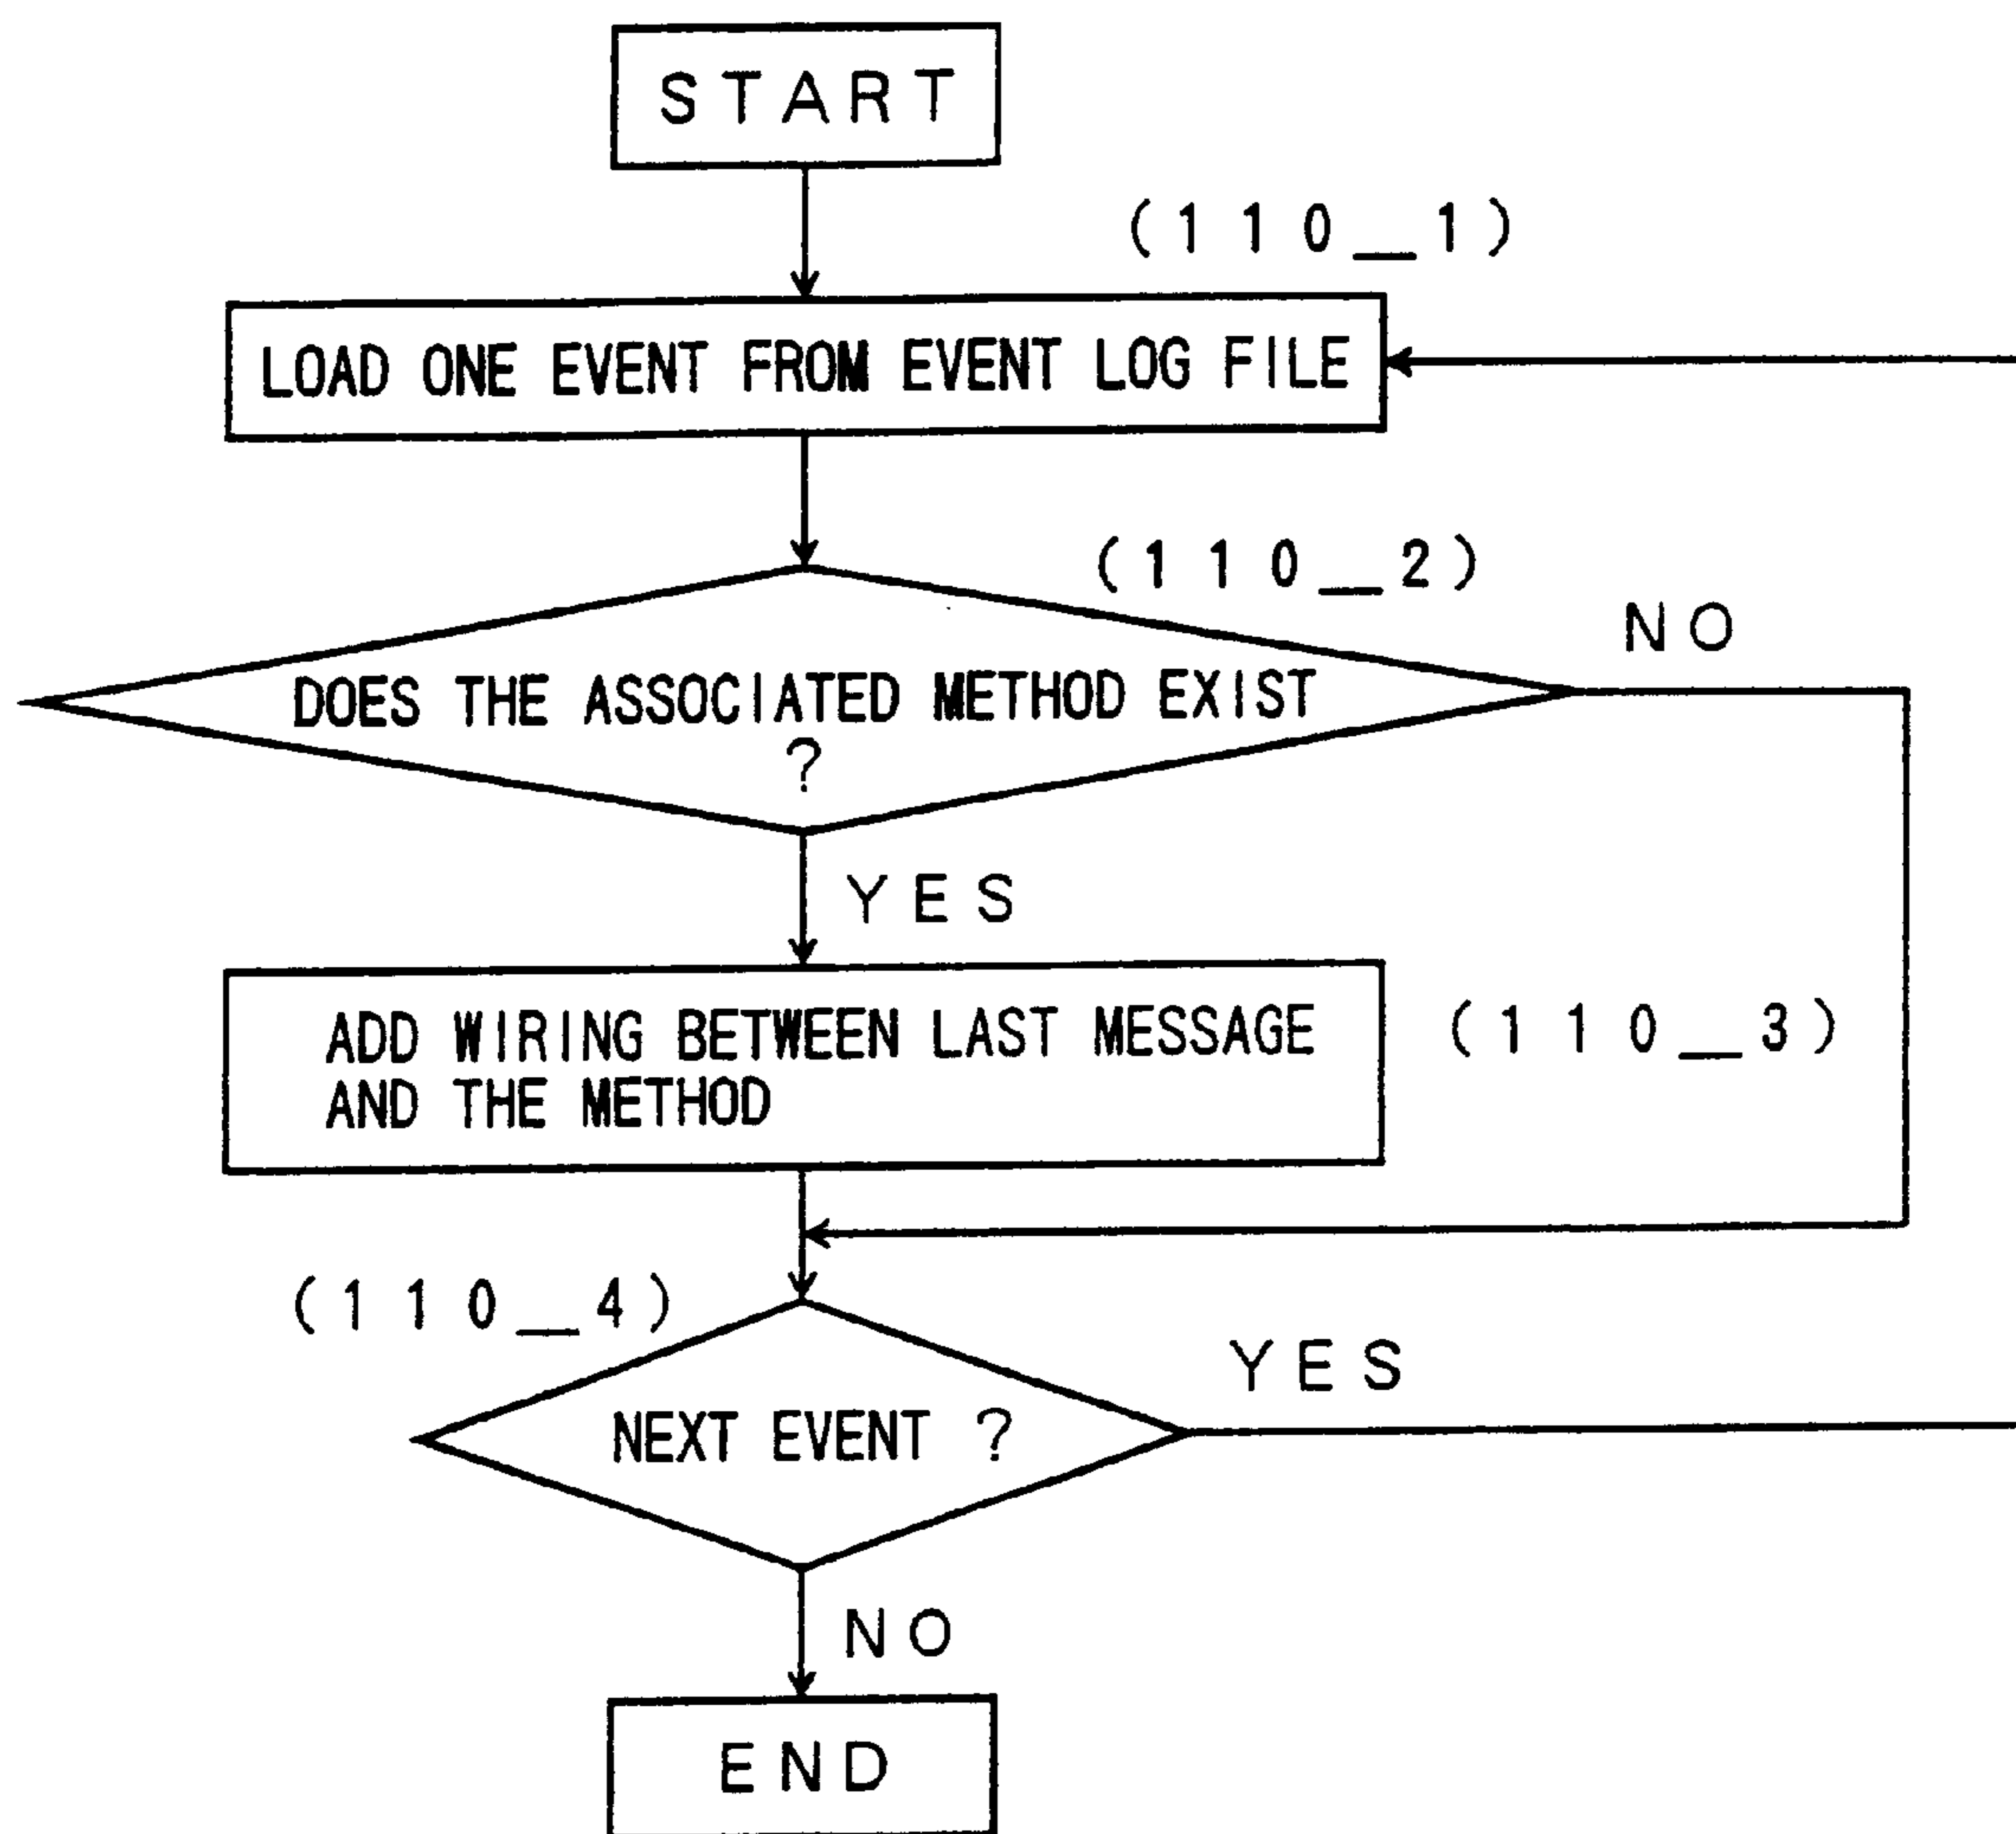 START
(110_1)
LOAD ONE EVENT FROM EVENT LOG FILE
(110_2)
NO
DOES THE ASSOCIATED METHOD EXIST
?
YES
ADD WIRING BETWEEN LAST MESSAGE
AND THE METHOD
(110_3)
(110_4)
YES
NEXT EVENT ?
NO
END